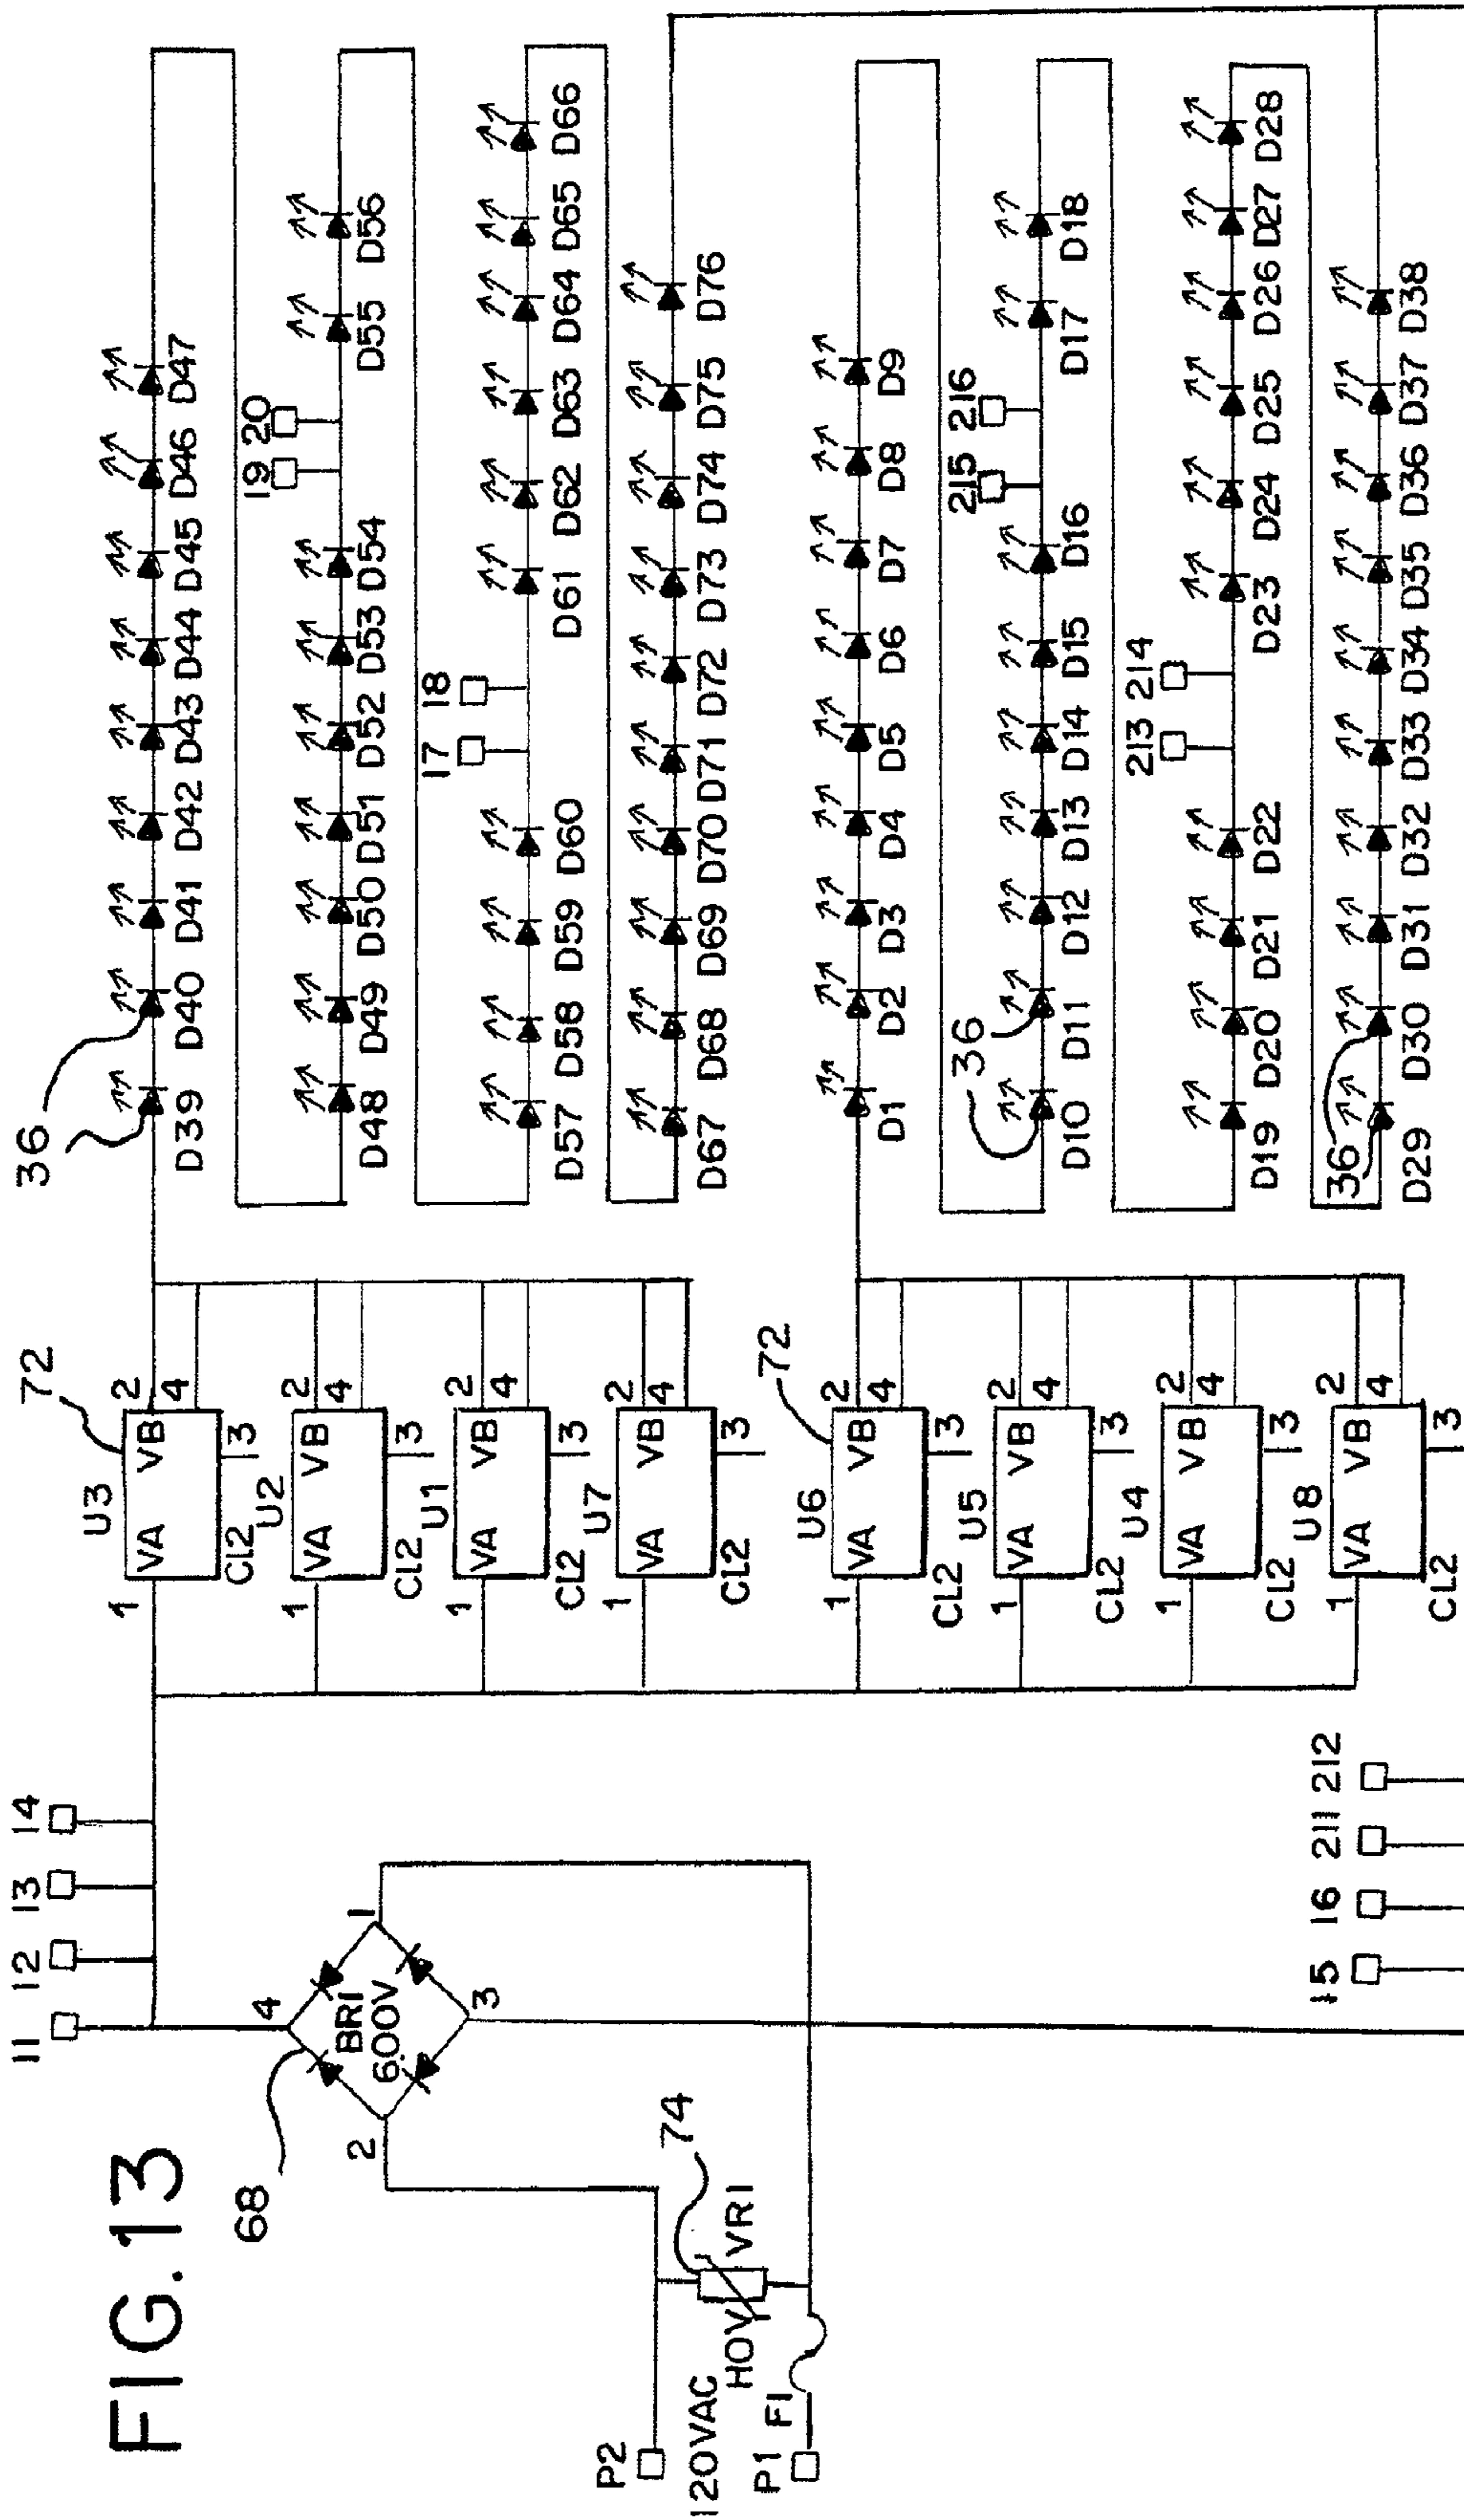 FIG.13
11 12 13 14
68
4
BR1
600V
1
2
3
P2
120VAC
HOV VR1
74
P1 F1
15 16 211 212
72
U3
1 VA VB 2
4
3
CL2
U2
1 VA VB 2
4
3
CL2
U1
1 VA VB 2
4
3
CL2
U7
1 VA VB 2
4
3
CL2
72
U6
1 VA VB 2
4
3
CL2
U5
1 VA VB 2
4
3
CL2
U4
1 VA VB 2
4
3
CL2
U8
1 VA VB 2
4
3
CL2
36
D39 D40 D41 D42 D43 D44 D45 D46 D47
19 20
D48 D49 D50 D51 D52 D53 D54 D55 D56
17 18
D57 D58 D59 D60 D61 D62 D63 D64 D65 D66
D67 D68 D69 D70 D71 D72 D73 D74 D75 D76
D1 D2 D3 D4 D5 D6 D7 D8 D9
36
215 216
D10 D11 D12 D13 D14 D15 D16 D17 D18
213 214
D19 D20 D21 D22 D23 D24 D25 D26 D27 D28
36
D29 D30 D31 D32 D33 D34 D35 D36 D37 D38